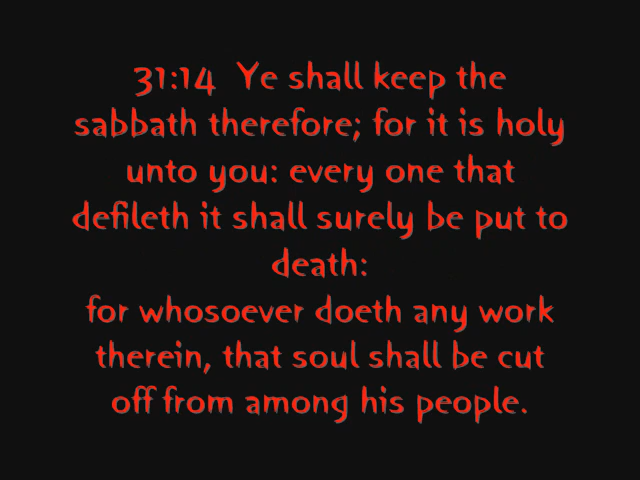 31:14 Ye shall keep the
sabbath therefore; for it is holy
unto you: every one that
defileth it shall surely be put to
death:
for whosoever doeth any work
therein, that soul shall be cut
off from among his people.